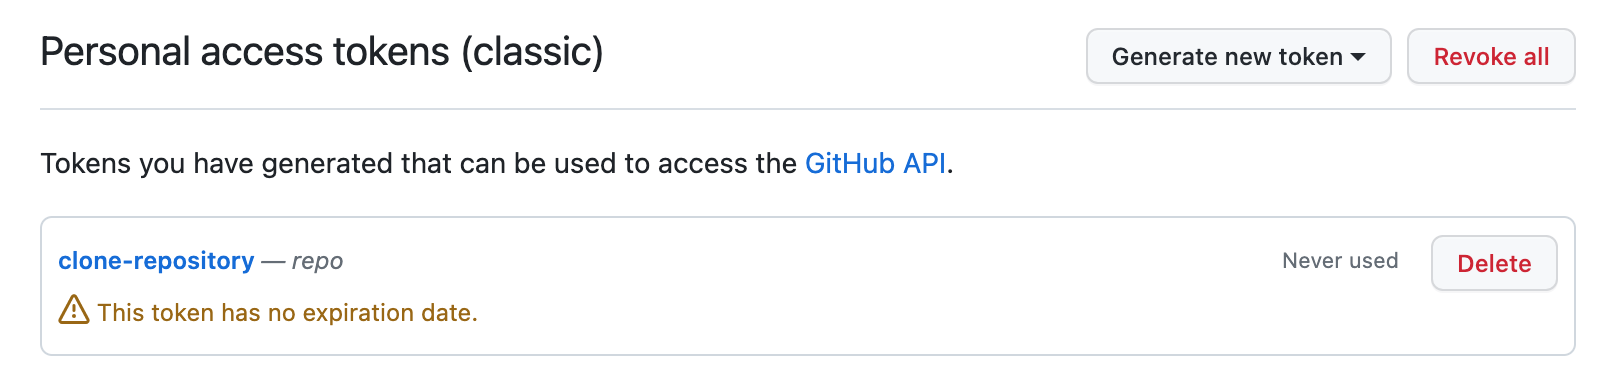 Personal access tokens (classic)
Generate new token
Revoke all
Tokens you have generated that can be used to access the GitHub API.
clone-repository — repo
Never used
Delete
This token has no expiration date.